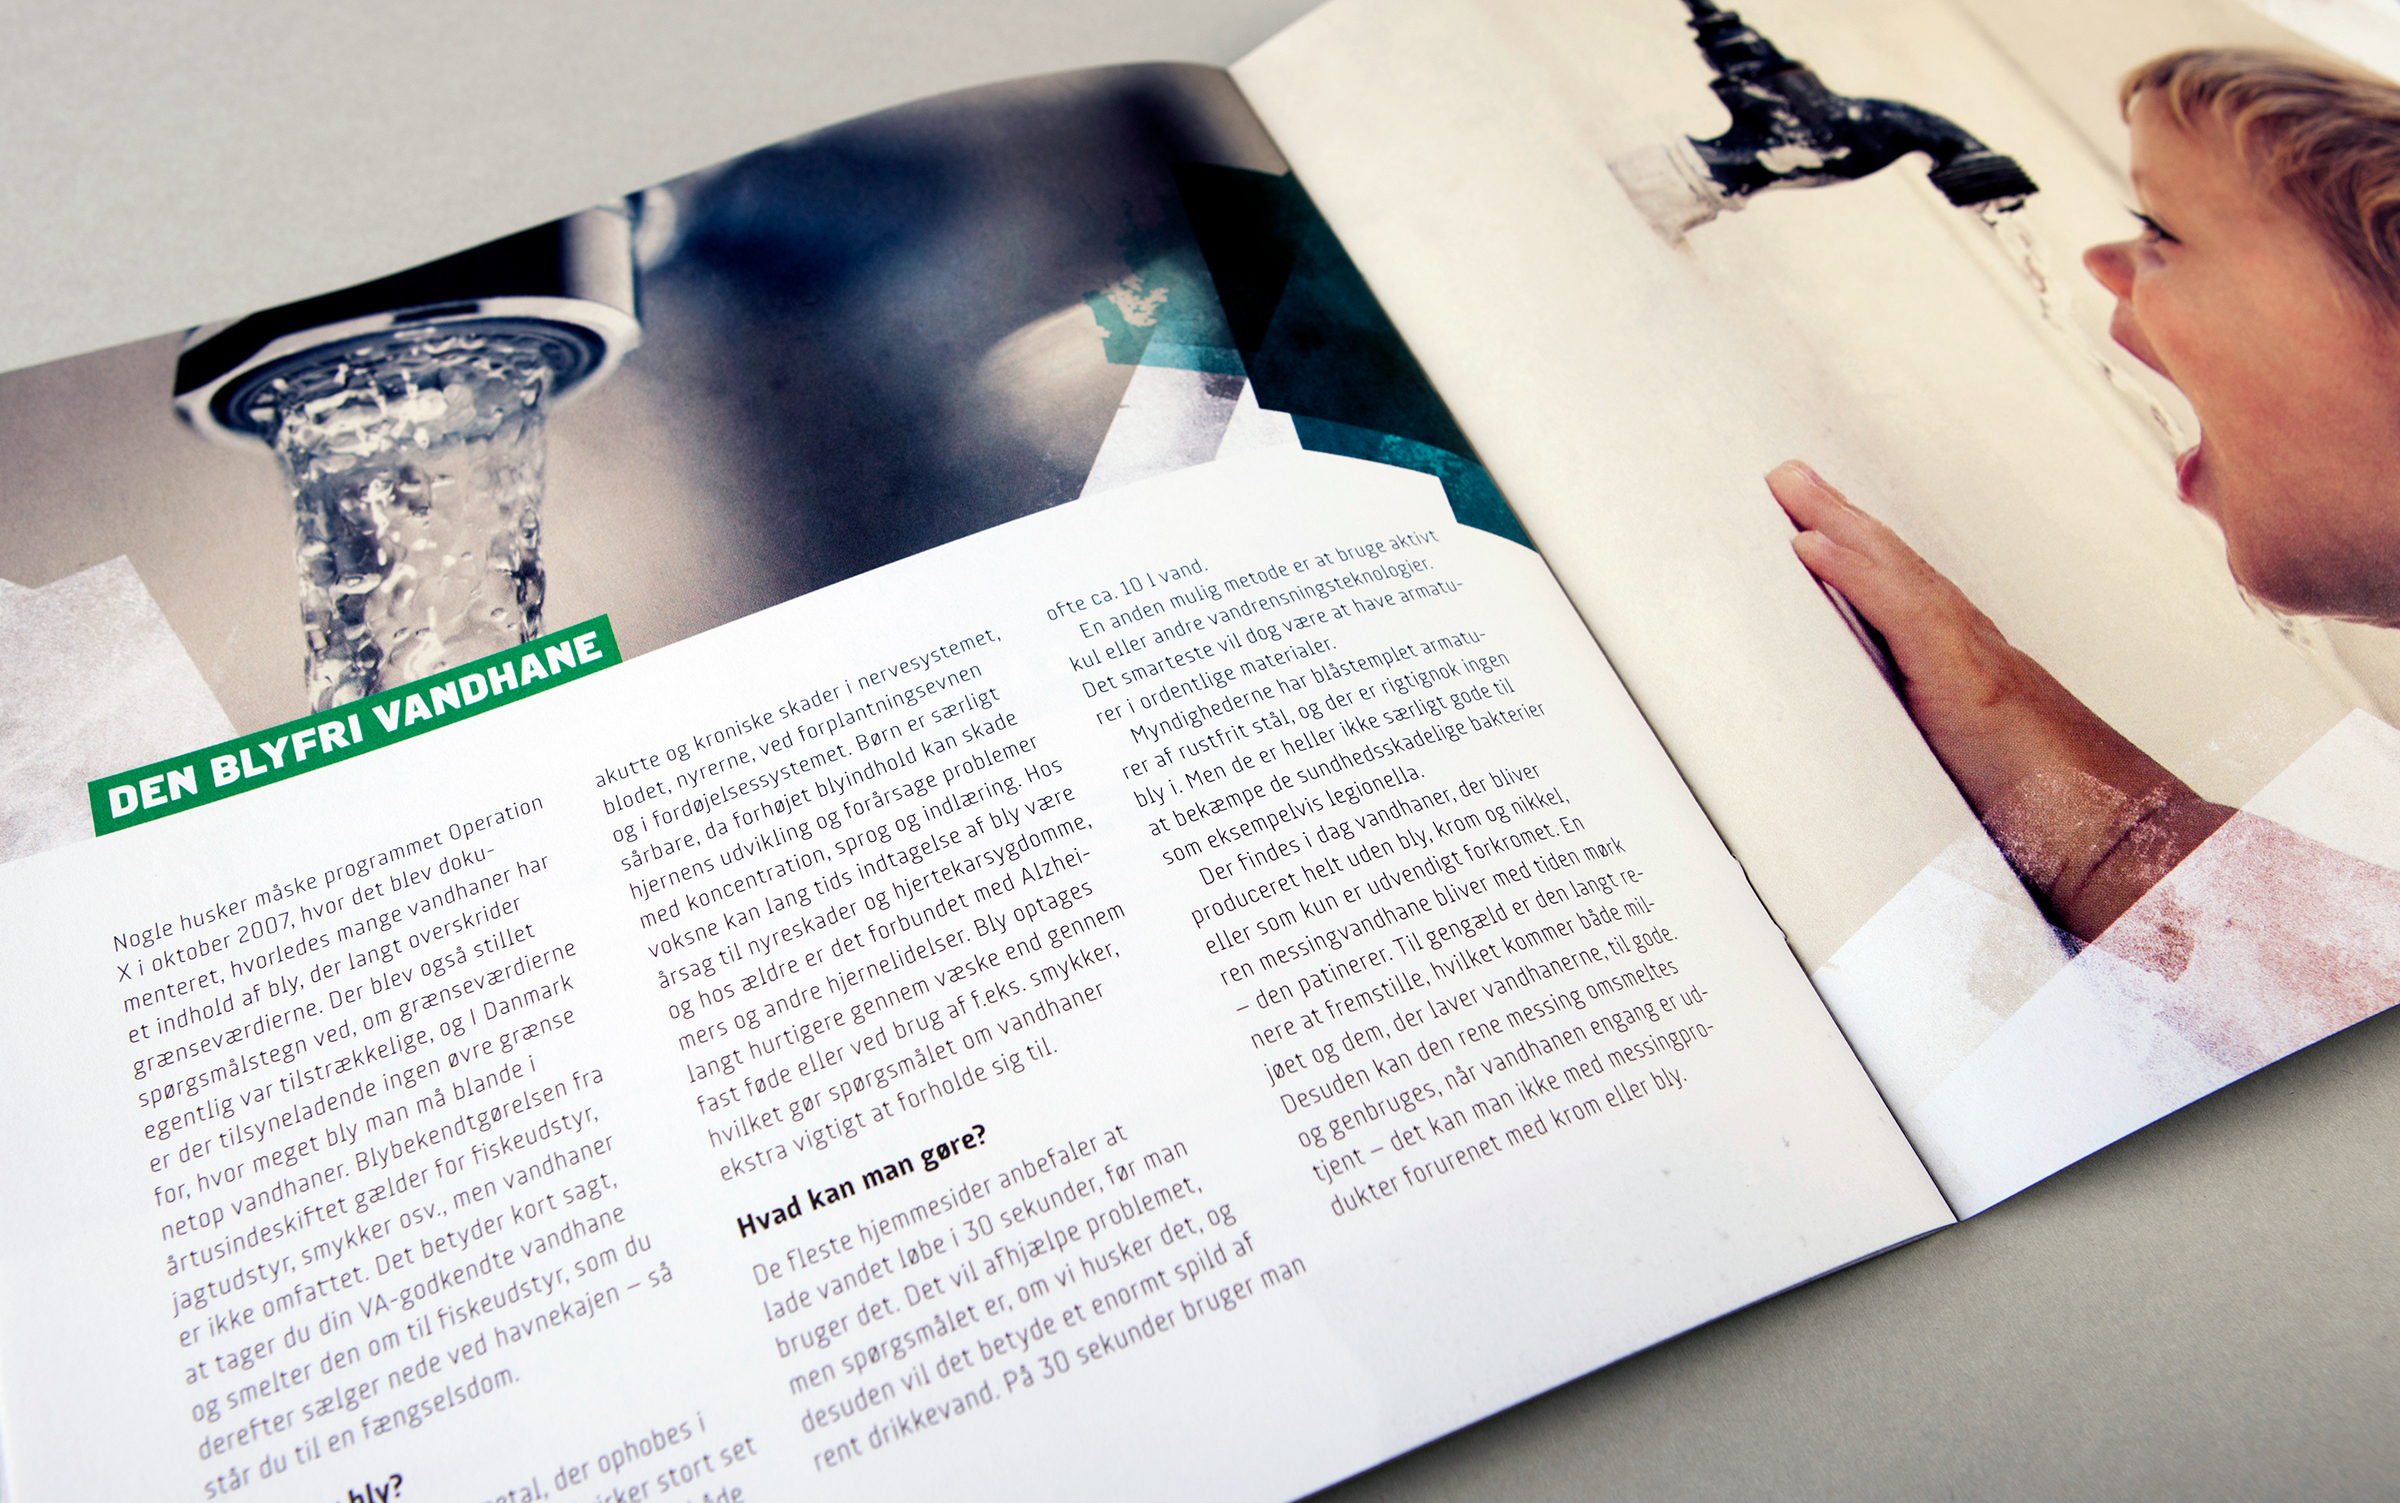 DEN BLYFRI VANDHANE
Nogle husker måske programmet Operation
X i oktober 2007, hvor det blev doku-
menteret, hvorledes mange vandhaner har
et indhold af bly, der langt overskrider
grænseværdierne. Der blev også stillet
spørgsmålstegn ved, om grænseværdierne
egentlig var tilstrækkelige, og I Danmark
er der tilsyneladende ingen øvre grænse
for, hvor meget bly man må blande i
netop vandhaner. Blybekendtgørelsen fra
årtusindeskiftet gælder for fiskeudstyr,
jagtudstyr, smykker osv., men vandhaner
er ikke omfattet. Det betyder kort sagt,
at tager du din VA-godkendte vandhane
og smelter den om til fiskeudstyr, som du
derefter sælger nede ved havnekajen – så
står du til en fængselsdom.
bly?
etal, der ophobes i
rker stort set
akutte og kroniske skader i nervesystemet,
blodet, nyrerne, ved forplantningsevnen
og i fordøjelsessystemet. Børn er særligt
sårbare, da forhøjet blyindhold kan skade
hjernens udvikling og forårsage problemer
med koncentration, sprog og indlæring. Hos
voksne kan lang tids indtagelse af bly være
årsag til nyreskader og hjertekarsygdomme,
og hos ældre er det forbundet med Alzhei-
mers og andre hjernelidelser. Bly optages
langt hurtigere gennem væske end gennem
fast føde eller ved brug af f.eks. smykker,
hvilket gør spørgsmålet om vandhaner
ekstra vigtigt at forholde sig til.
Hvad kan man gøre?
De fleste hjemmesider anbefaler at
lade vandet løbe i 30 sekunder, før man
bruger det. Det vil afhjælpe problemet,
men spørgsmålet er, om vi husker det, og
desuden vil det betyde et enormt spild af
rent drikkevand. På 30 sekunder bruger man
ofte ca. 10 l vand.
En anden mulig metode er at bruge aktivt
kul eller andre vandrensningsteknologier.
Det smarteste vil dog være at have armatu-
rer i ordentlige materialer.
Myndighederne har blåstemplet armatu-
rer af rustfrit stål, og der er rigtignok ingen
bly i. Men de er heller ikke særligt gode til
at bekæmpe de sundhedsskadelige bakterier
som eksempelvis legionella.
Der findes i dag vandhaner, der bliver
produceret helt uden bly, krom og nikkel,
eller som kun er udvendigt forkromet. En
ren messingvandhane bliver med tiden mørk
– den patinerer. Til gengæld er den langt re-
nere at fremstille, hvilket kommer både mil-
jøet og dem, der laver vandhanerne, til gode.
Desuden kan den rene messing omsmeltes
og genbruges, når vandhanen engang er ud-
tjent – det kan man ikke med messingpro-
dukter forurenet med krom eller bly.